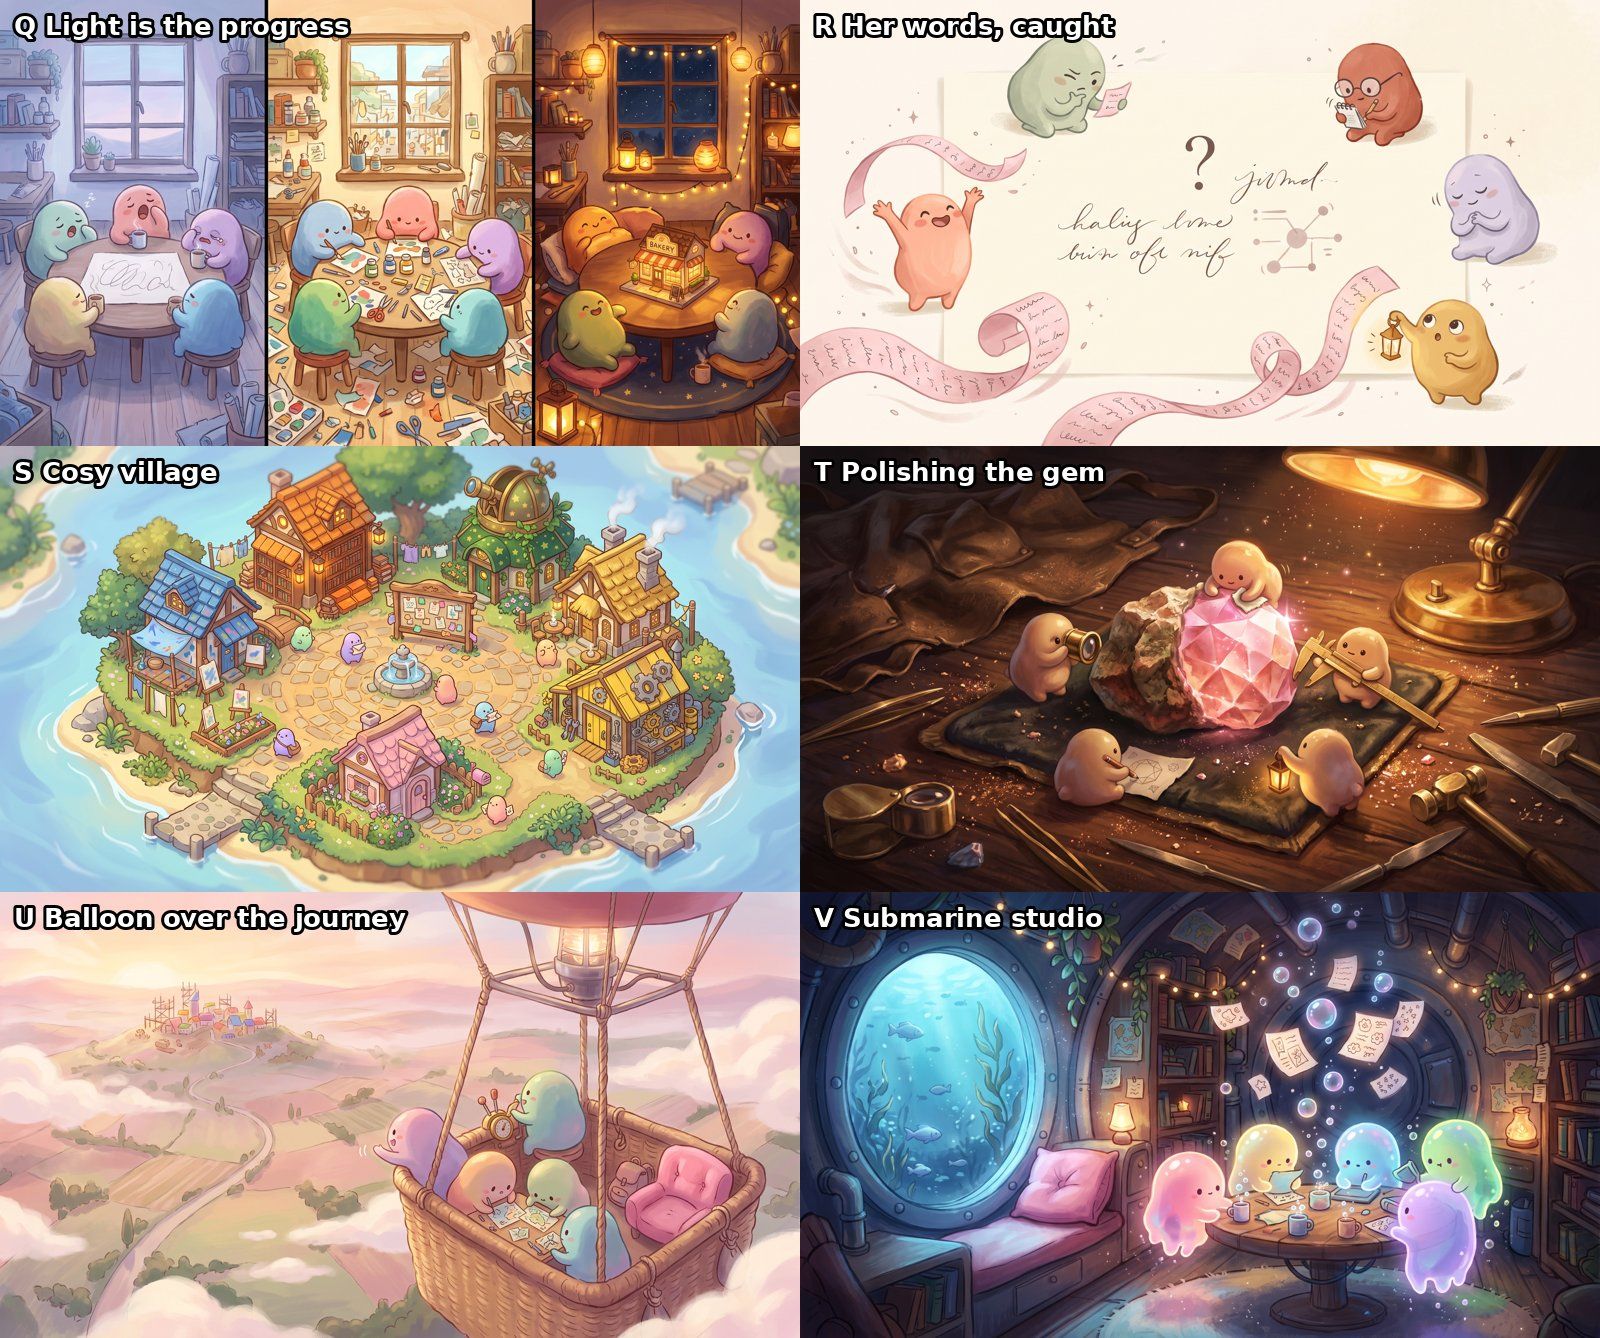 Q Light is the progress
R Her words, caught
BAKERY
?
S Cosy village
T Polishing the gem
U Balloon over the journey
V Submarine studio